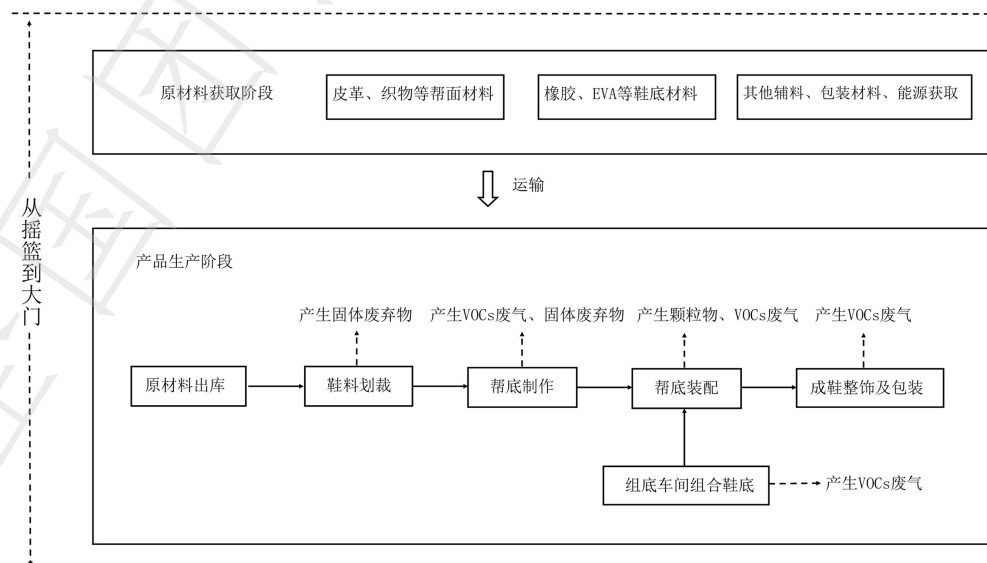 原材料获取阶段
皮革、织物等帮面材料
橡胶、EVA等鞋底材料
其他辅料、包装材料、能源获取
运输
从摇篮到大门
产品生产阶段
产生固体废弃物
产生VOCs废气、固体废弃物
产生颗粒物、VOCs废气
产生VOCs废气
原材料出库
鞋料划裁
帮底制作
帮底装配
成鞋整饰及包装
组底车间组合鞋底
产生VOCs废气